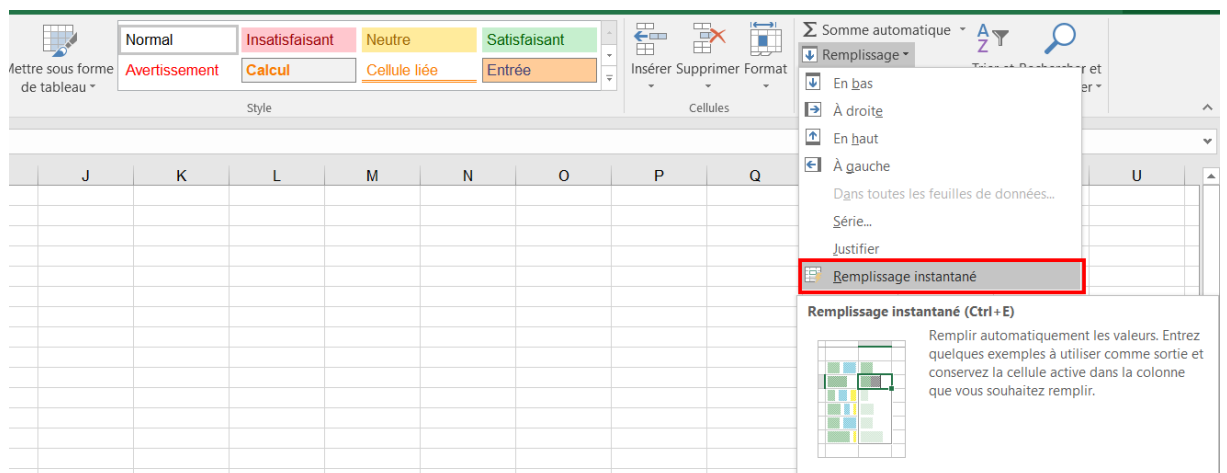 Normal
Insatisfaisant
Neutre
Satisfaisant
Avertissement
Calcul
Cellule liée
Entrée
Mettre sous forme
de tableau
Style
Insérer Supprimer Format
Cellules
Σ Somme automatique
Remplissage
En bas
À droite
En haut
À gauche
Dans toutes les feuilles de données...
Série...
Justifier
Remplissage instantané
J K L M N O P Q U
Remplissage instantané (Ctrl+E)
Remplir automatiquement les valeurs. Entrez
quelques exemples à utiliser comme sortie et
conservez la cellule active dans la colonne
que vous souhaitez remplir.